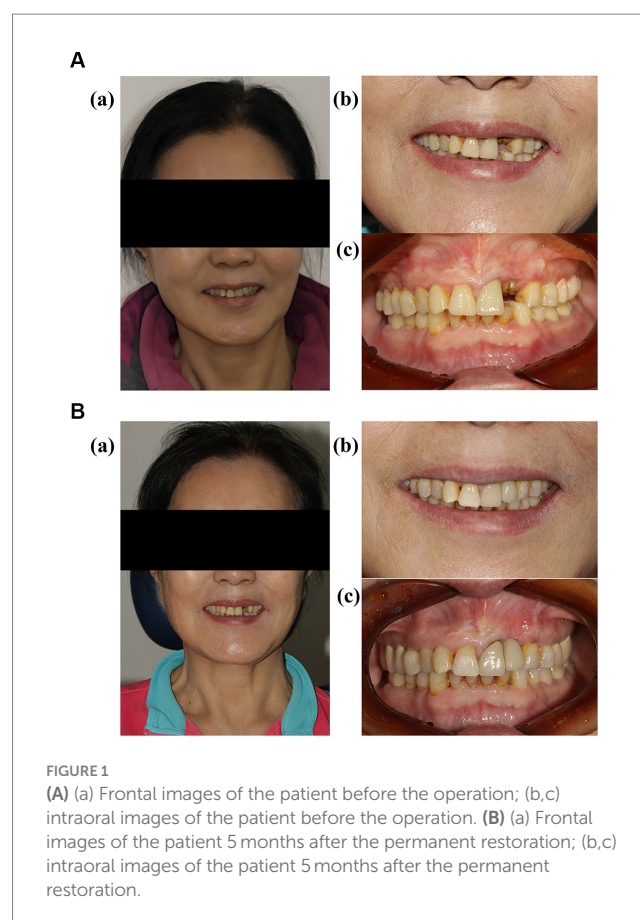 A
(a)
(b)
(c)
B
(a)
(b)
(c)
FIGURE 1
(A) (a) Frontal images of the patient before the operation; (b,c)
intraoral images of the patient before the operation. (B) (a) Frontal
images of the patient 5 months after the permanent restoration; (b,c)
intraoral images of the patient 5 months after the permanent
restoration.